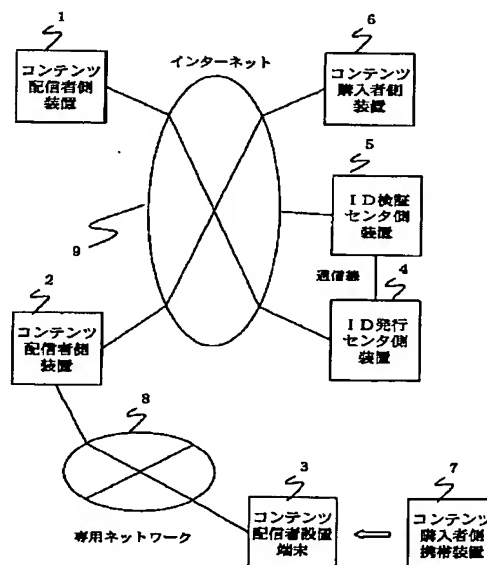 1
コンテンツ
配信者側
装置
インターネット
6
コンテンツ
購入者側
装置
5
ＩＤ検証
センタ側
装置
9
通信線
4
ＩＤ発行
センタ側
装置
2
コンテンツ
配信者側
装置
8
専用ネットワーク
3
コンテンツ
配信者設置
端末
7
コンテンツ
購入者側
携帯装置